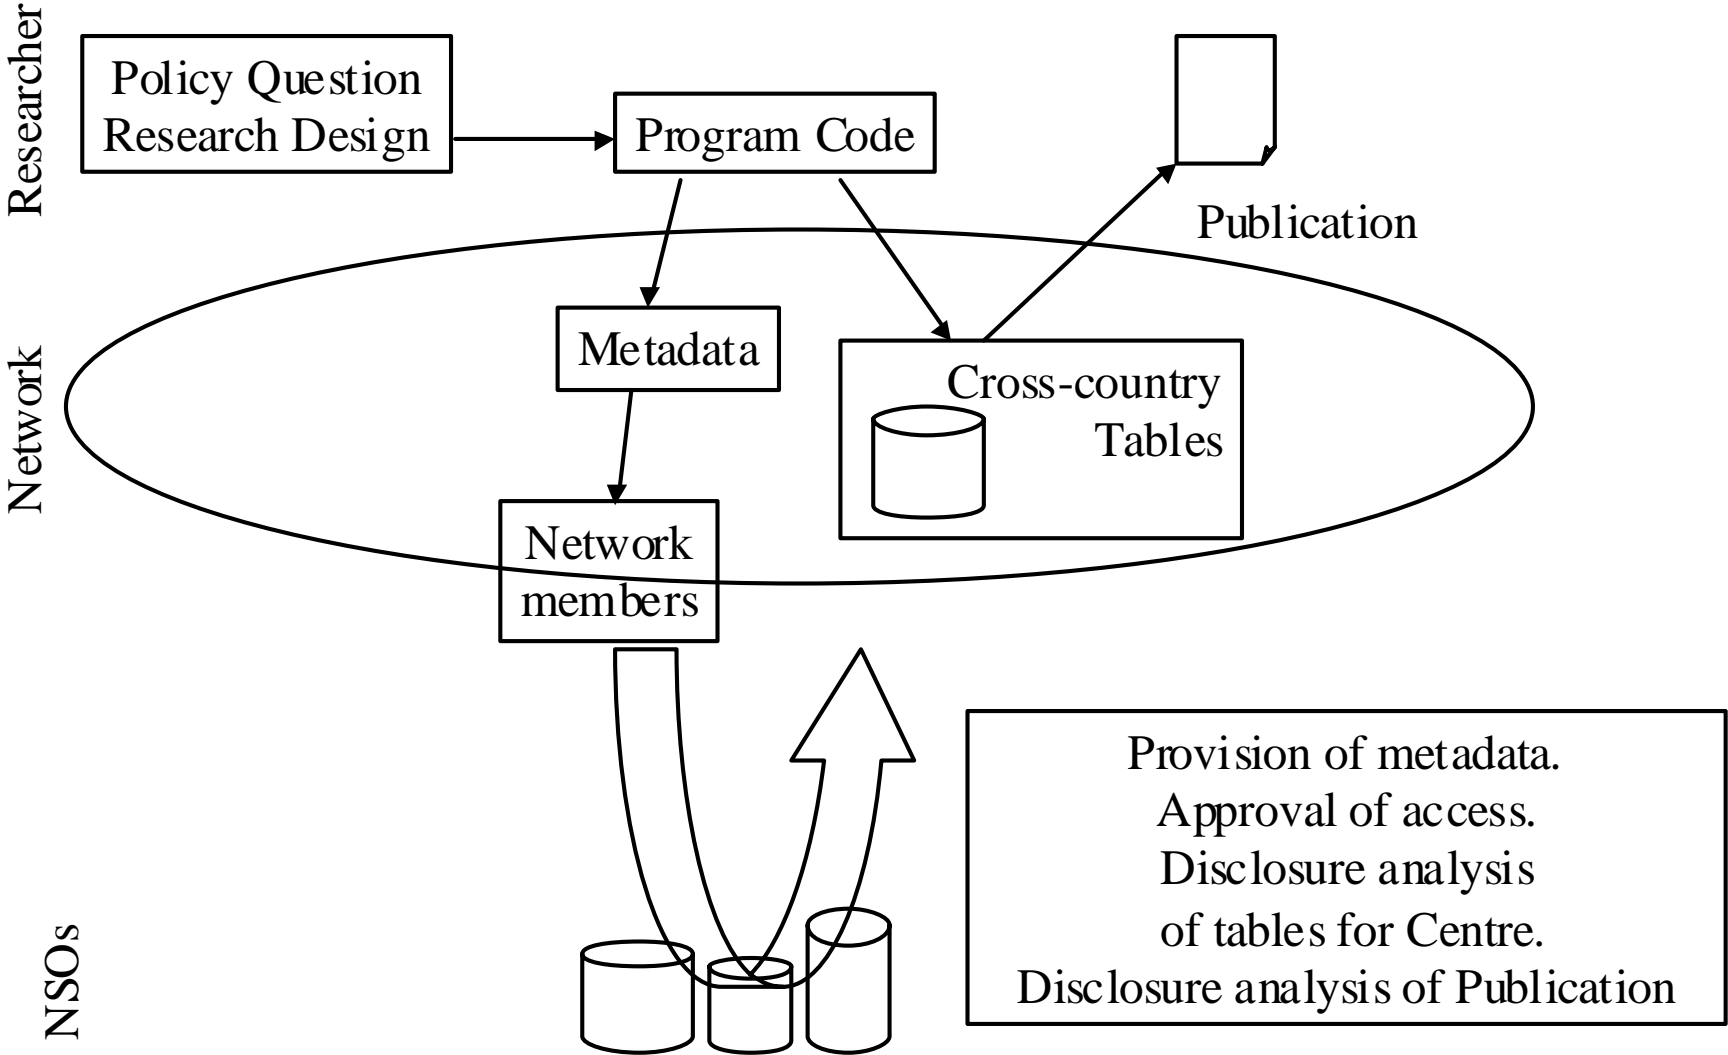 Researcher
Policy Question
Research Design
Program Code
Publication
Network
Metadata
Cross-country
Tables
Network
members
NSOs
Provision of metadata.
Approval of access.
Disclosure analysis
of tables for Centre.
Disclosure analysis of Publication